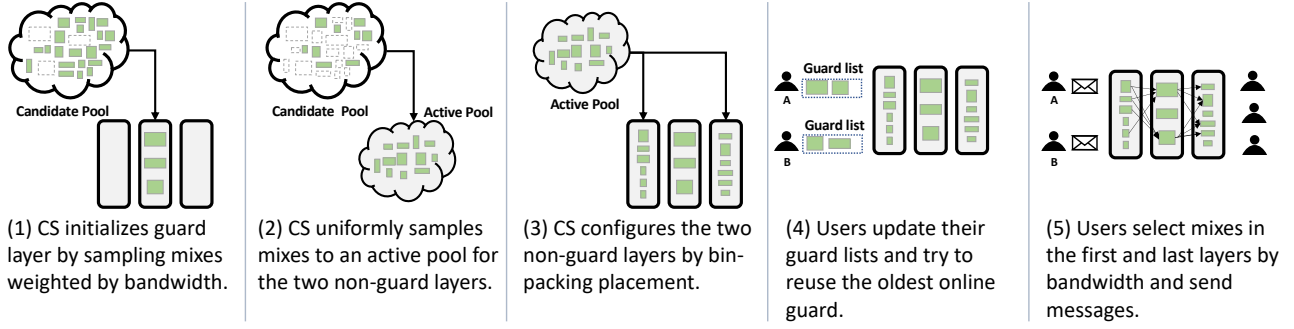 Candidate Pool
(1) CS initializes guard
layer by sampling mixes
weighted by bandwidth.
Candidate Pool
Active Pool
(2) CS uniformly samples
mixes to an active pool for
the two non-guard layers.
Active Pool
(3) CS configures the two
non-guard layers by bin-
packing placement.
Guard list
A
Guard list
B
(4) Users update their
guard lists and try to
reuse the oldest online
guard.
A
B
(5) Users select mixes in
the first and last layers by
bandwidth and send
messages.